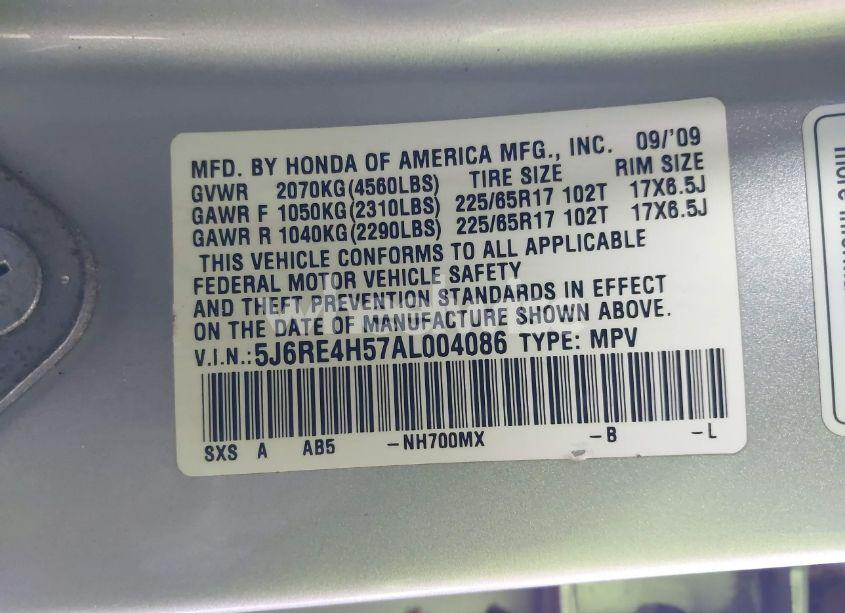 MFD. BY HONDA OF AMERICA MFG., INC. 09/'09
GVWR 2070KG(4560LBS) TIRE SIZE RIM SIZE
GAWR F 1050KG(2310LBS) 225/65R17 102T 17X6.5J
GAWR R 1040KG(2290LBS) 225/65R17 102T 17X6.5J
THIS VEHICLE CONFORMS TO ALL APPLICABLE
FEDERAL MOTOR VEHICLE SAFETY
AND THEFT PREVENTION STANDARDS IN EFFECT
ON THE DATE OF MANUFACTURE SHOWN ABOVE.
V.I.N.:5J6RE4H57AL004086 TYPE: MPV
SXS A AB5 -NH700MX -B -L
more